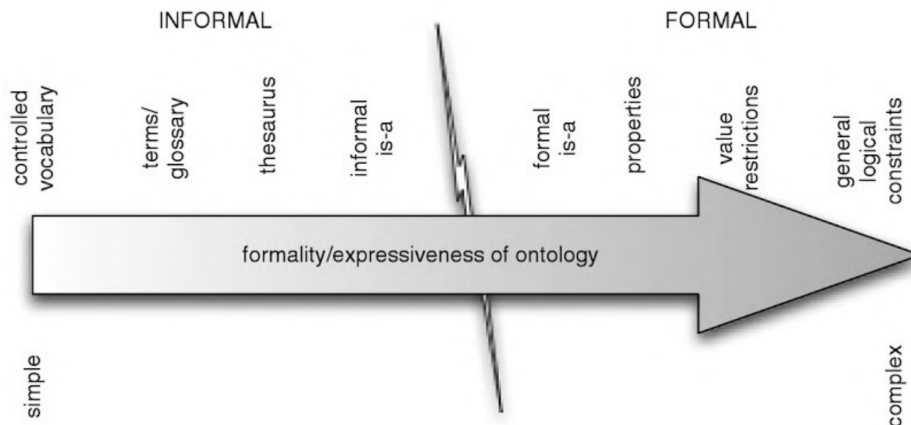 INFORMAL
FORMAL
controlled
vocabulary
terms/
glossary
thesaurus
informal
is-a
formal
is-a
properties
value
restrictions
general
logical
constraints
formality/expressiveness of ontology
simple
complex